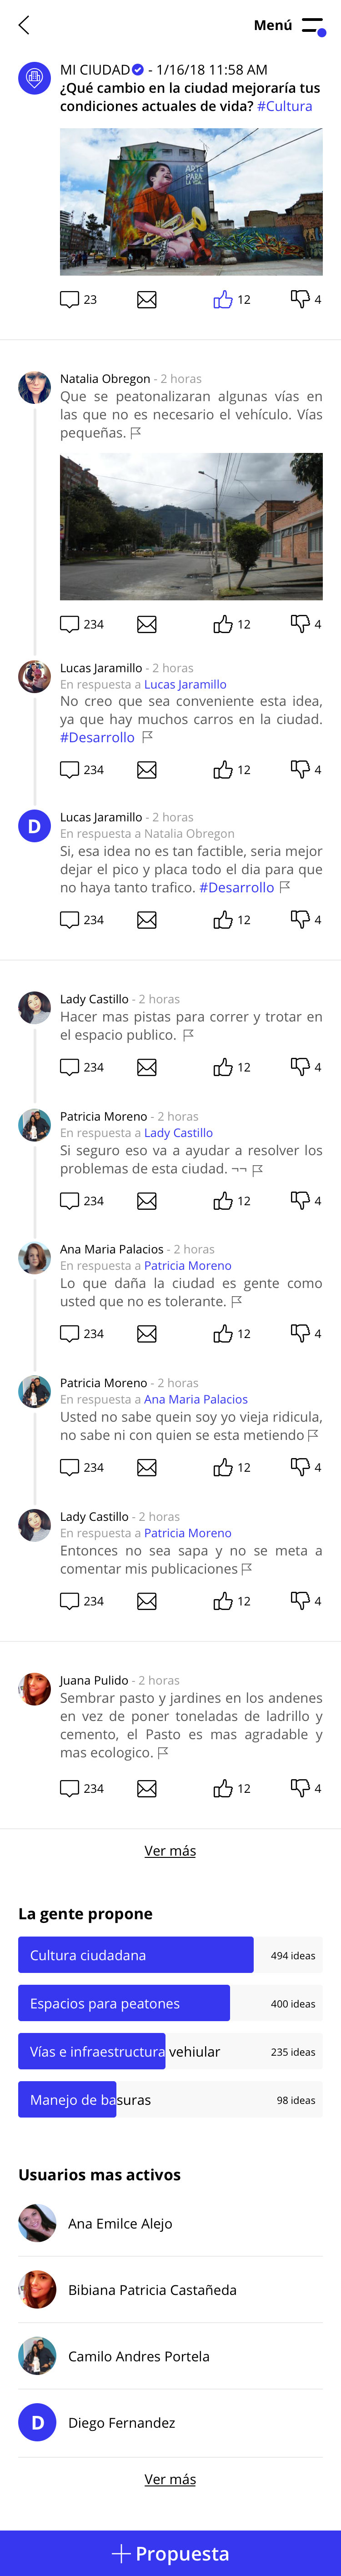 Menú
MI CIUDAD - 1/16/18 11:58 AM
¿Qué cambio en la ciudad mejoraría tus
condiciones actuales de vida? #Cultura
ARTE
PARA
LA VIDA
23 12 4
Natalia Obregon - 2 horas
Que se peatonalizaran algunas vías en
las que no es necesario el vehículo. Vías
pequeñas.
234 12 4
Lucas Jaramillo - 2 horas
En respuesta a Lucas Jaramillo
No creo que sea conveniente esta idea,
ya que hay muchos carros en la ciudad.
#Desarrollo
234 12 4
D
Lucas Jaramillo - 2 horas
En respuesta a Natalia Obregon
Si, esa idea no es tan factible, seria mejor
dejar el pico y placa todo el dia para que
no haya tanto trafico. #Desarrollo
234 12 4
Lady Castillo - 2 horas
Hacer mas pistas para correr y trotar en
el espacio publico.
234 12 4
Patricia Moreno - 2 horas
En respuesta a Lady Castillo
Si seguro eso va a ayudar a resolver los
problemas de esta ciudad. ¬¬
234 12 4
Ana Maria Palacios - 2 horas
En respuesta a Patricia Moreno
Lo que daña la ciudad es gente como
usted que no es tolerante.
234 12 4
Patricia Moreno - 2 horas
En respuesta a Ana Maria Palacios
Usted no sabe quein soy yo vieja ridicula,
no sabe ni con quien se esta metiendo
234 12 4
Lady Castillo - 2 horas
En respuesta a Patricia Moreno
Entonces no sea sapa y no se meta a
comentar mis publicaciones
234 12 4
Juana Pulido - 2 horas
Sembrar pasto y jardines en los andenes
en vez de poner toneladas de ladrillo y
cemento, el Pasto es mas agradable y
mas ecologico.
234 12 4
Ver más
La gente propone
Cultura ciudadana 494 ideas
Espacios para peatones 400 ideas
Vías e infraestructura vehiular 235 ideas
Manejo de basuras 98 ideas
Usuarios mas activos
Ana Emilce Alejo
Bibiana Patricia Castañeda
Camilo Andres Portela
D Diego Fernandez
Ver más
Propuesta